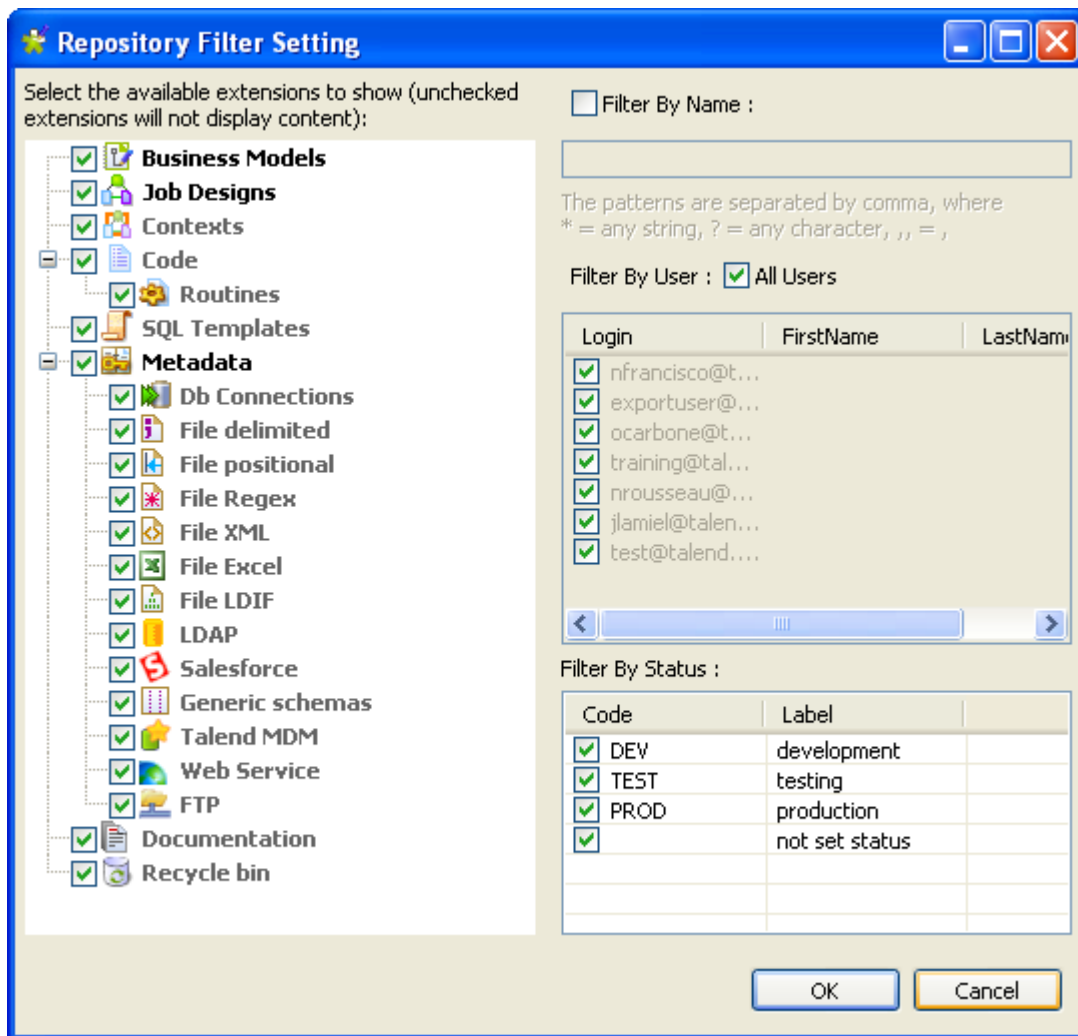 Repository Filter Setting
Select the available extensions to show (unchecked
extensions will not display content):
Business Models
Job Designs
Contexts
Code
Routines
SQL Templates
Metadata
Db Connections
File delimited
File positional
File Regex
File XML
File Excel
File LDIF
LDAP
Salesforce
Generic schemas
Talend MDM
Web Service
FTP
Documentation
Recycle bin
Filter By Name :
The patterns are separated by comma, where
* = any string, ? = any character, ,, = ,
Filter By User : All Users
Login FirstName LastName
nfrancisco@t...
exportuser@...
ocarbone@t...
training@tal...
nrousseau@...
jlamiel@talen...
test@talend....
Filter By Status :
Code Label
DEV development
TEST testing
PROD production
not set status
OK Cancel